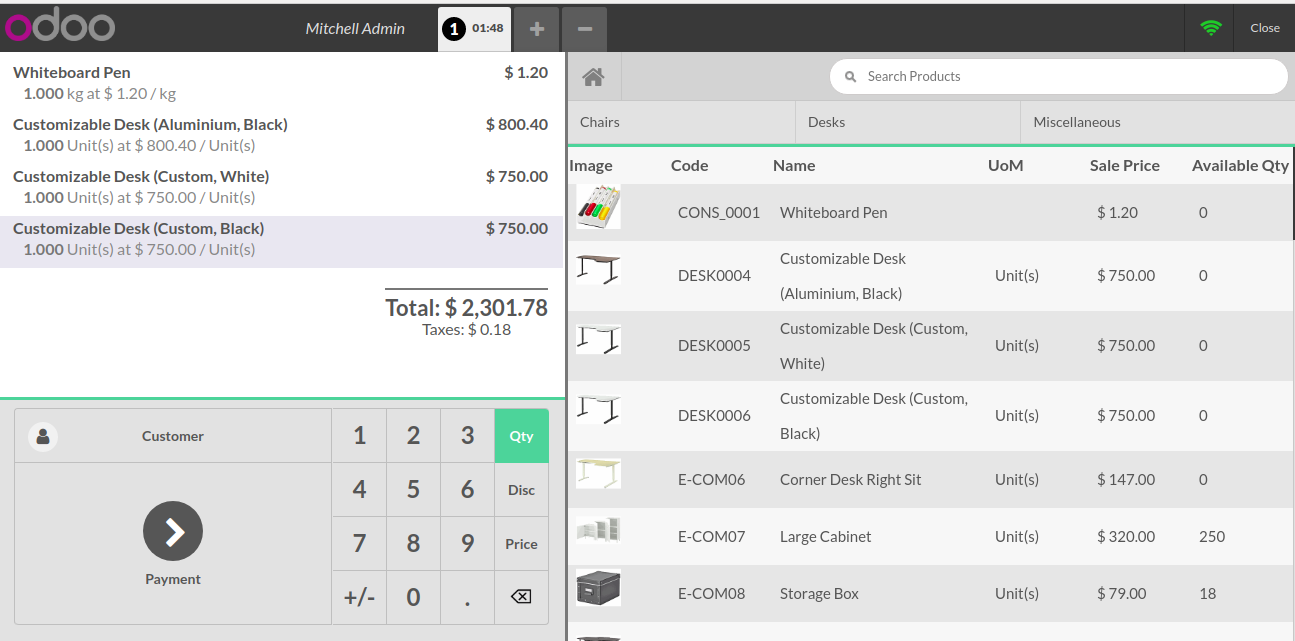 odoo
Mitchell Admin
1 01:48
Close
Whiteboard Pen $ 1.20
1.000 kg at $ 1.20 / kg
Customizable Desk (Aluminium, Black) $ 800.40
1.000 Unit(s) at $ 800.40 / Unit(s)
Customizable Desk (Custom, White) $ 750.00
1.000 Unit(s) at $ 750.00 / Unit(s)
Customizable Desk (Custom, Black) $ 750.00
1.000 Unit(s) at $ 750.00 / Unit(s)
Total: $ 2,301.78
Taxes: $ 0.18
Customer
Payment
1 2 3 Qty
4 5 6 Disc
7 8 9 Price
+/- 0 .
Search Products
Chairs Desks Miscellaneous
Image Code Name UoM Sale Price Available Qty
CONS_0001 Whiteboard Pen $ 1.20 0
DESK0004 Customizable Desk (Aluminium, Black) Unit(s) $ 750.00 0
DESK0005 Customizable Desk (Custom, White) Unit(s) $ 750.00 0
DESK0006 Customizable Desk (Custom, Black) Unit(s) $ 750.00 0
E-COM06 Corner Desk Right Sit Unit(s) $ 147.00 0
E-COM07 Large Cabinet Unit(s) $ 320.00 250
E-COM08 Storage Box Unit(s) $ 79.00 18